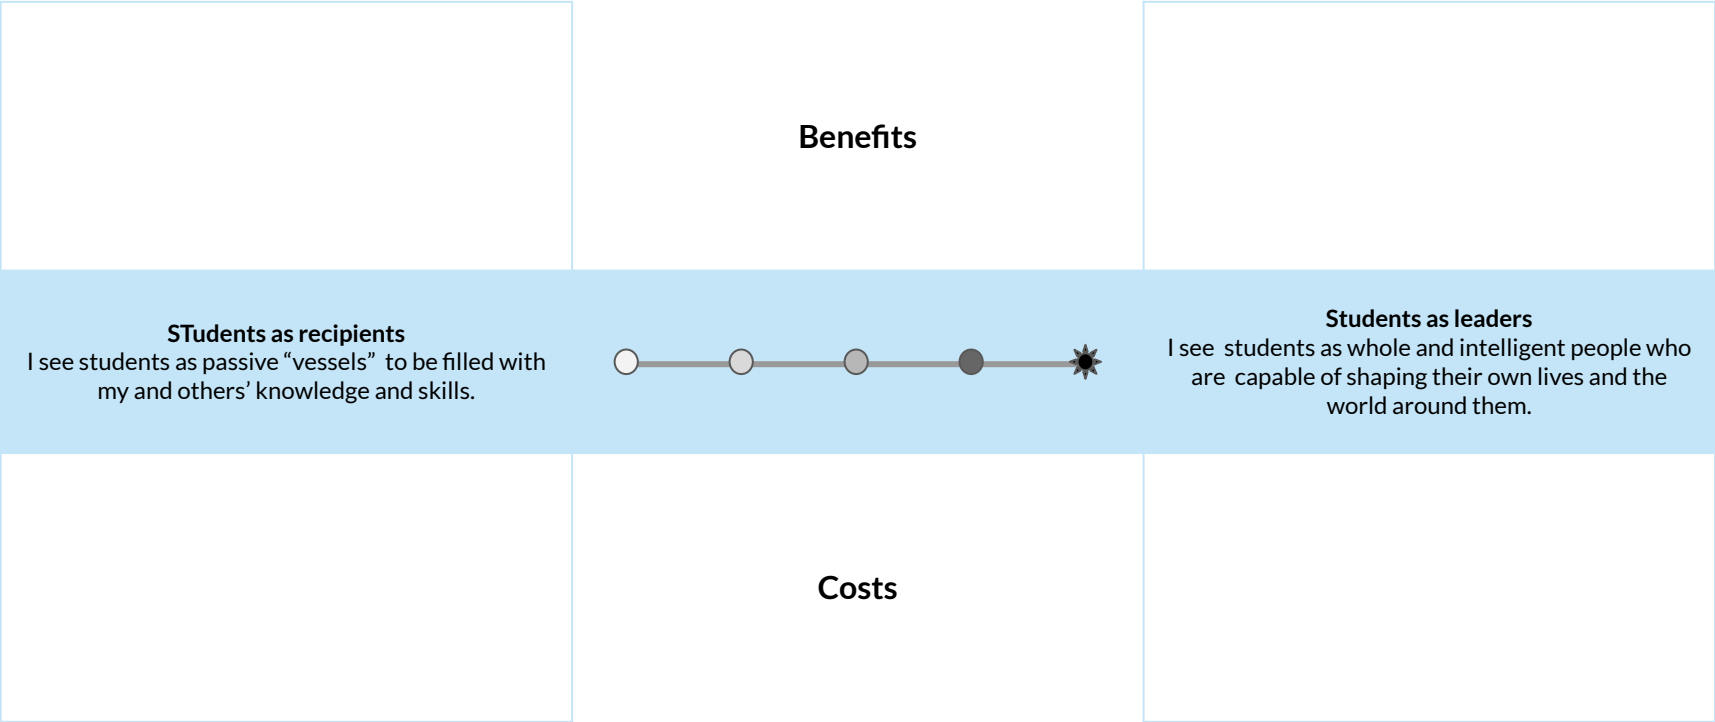 Benefits
STudents as recipients
I see students as passive “vessels”  to be filled with
my and others’ knowledge and skills.
Students as leaders
I see  students as whole and intelligent people who
are  capable of shaping their own lives and the
world around them.
Costs